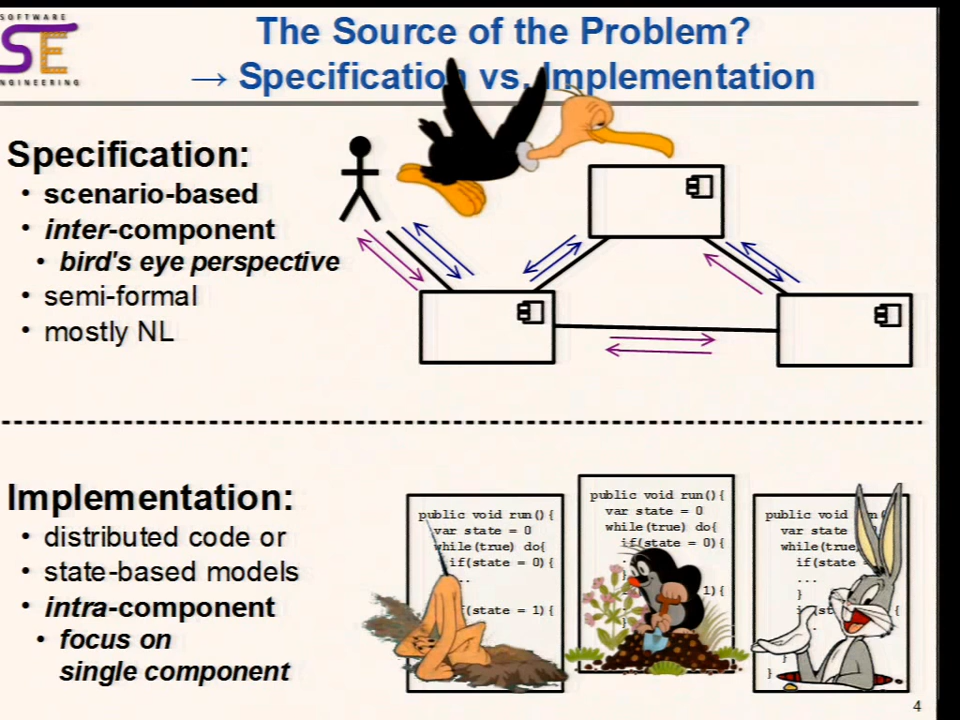 SOFTWARE
SE
NGINEERING
The Source of the Problem?
→ Specification vs. Implementation
Specification:
• scenario-based
• inter-component
• bird's eye perspective
• semi-formal
• mostly NL
Implementation:
• distributed code or
• state-based models
• intra-component
• focus on
single component
public void run(){
var state = 0
while(true) do{
if(state = 0){
...
f(state = 1){
public void run(){
var state = 0
while(true) do{
if(state = 0){
}
1){
}
public void
var state
while(true
if(state =
...
}
{
}
}
4